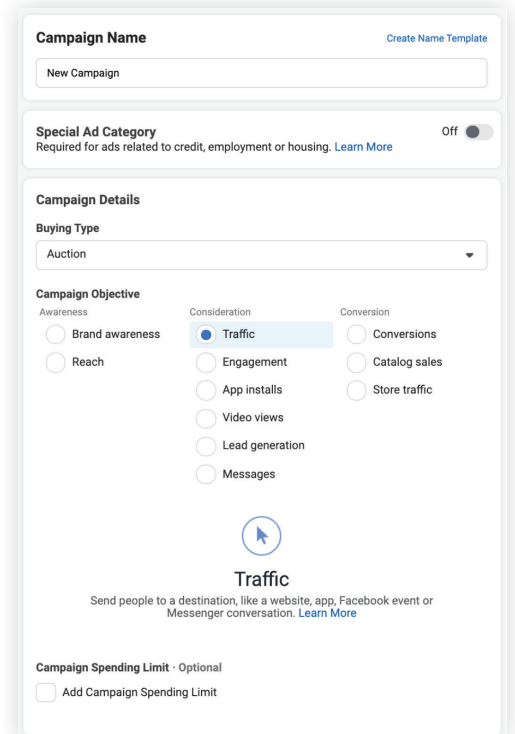 Campaign Name
Create Name Template
New Campaign
Special Ad Category
Off
Required for ads related to credit, employment or housing. Learn More
Campaign Details
Buying Type
Auction
Campaign Objective
Awareness
Consideration
Conversion
Brand awareness
Traffic
Conversions
Reach
Engagement
Catalog sales
App installs
Store traffic
Video views
Lead generation
Messages
Traffic
Send people to a destination, like a website, app, Facebook event or
Messenger conversation. Learn More
Campaign Spending Limit · Optional
Add Campaign Spending Limit